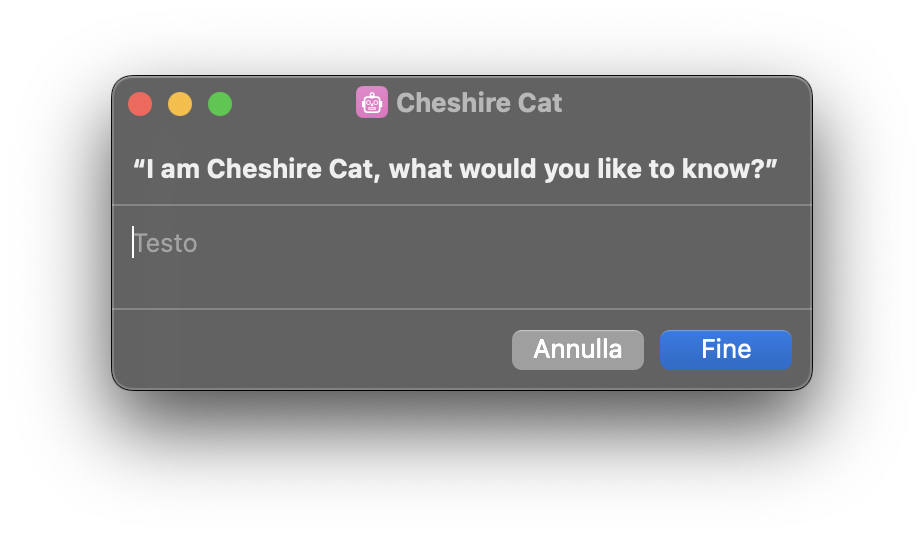 Cheshire Cat
“I am Cheshire Cat, what would you like to know?”
Testo
Annulla Fine